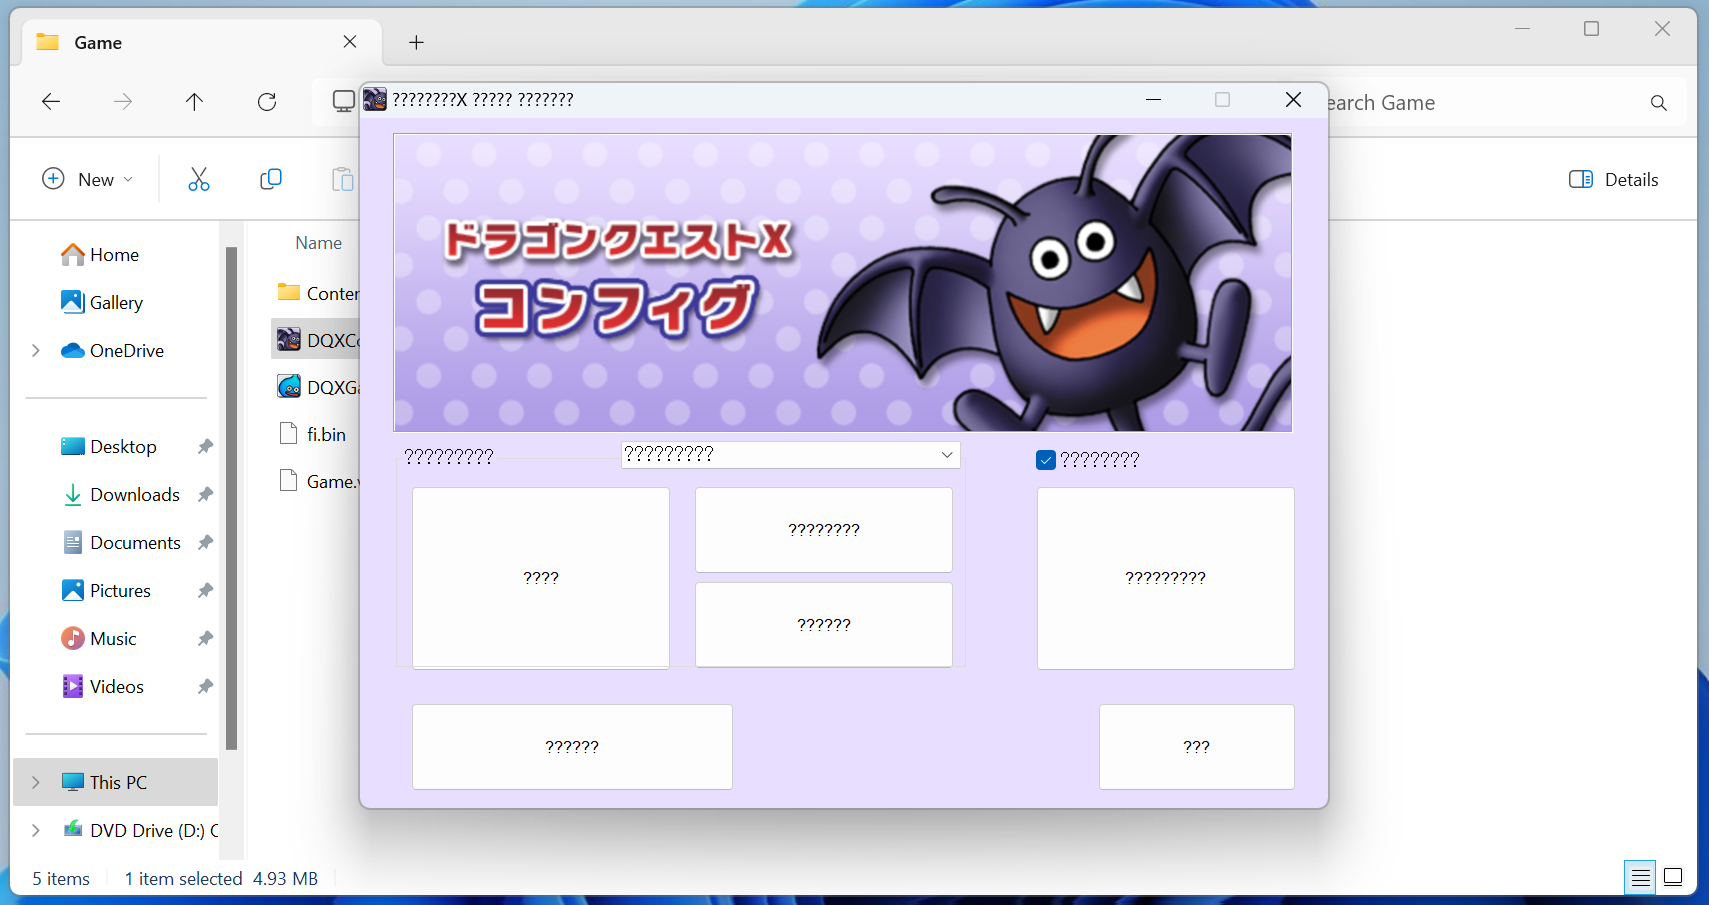 Game
????????X ????? ???????
earch Game
New
Details
ドラゴンクエストX
コンフィグ
Home
Gallery
OneDrive
Desktop
Downloads
Documents
Pictures
Music
Videos
This PC
DVD Drive (D:) C
Name
Conter
DQXCo
DQXGa
fi.bin
Game.v
?????????
?????????
????????
????
????????
??????
?????????
??????
???
5 items
1 item selected 4.93 MB